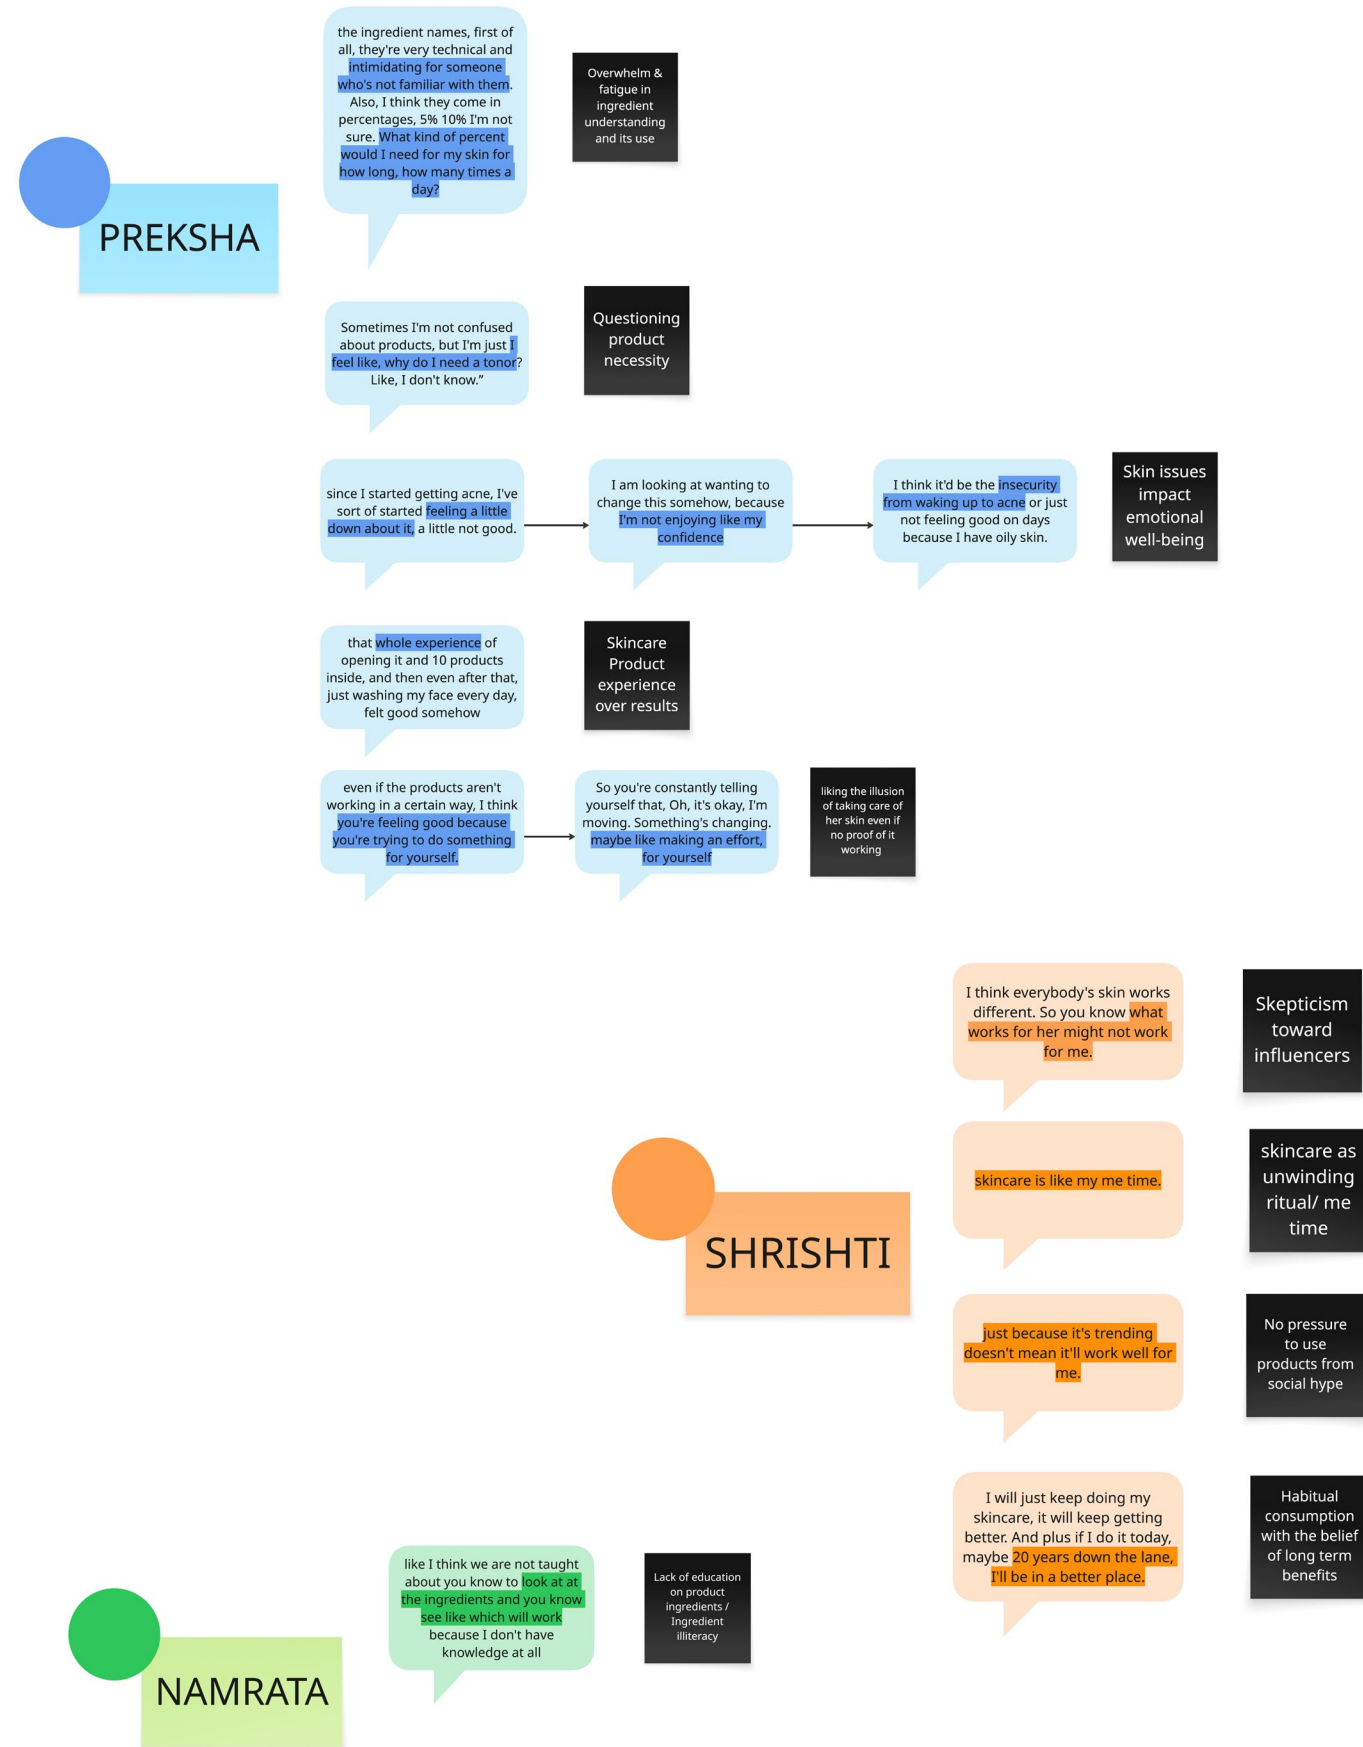 the ingredient names, first of
all, they're very technical and
intimidating for someone
who's not familiar with them.
Also, I think they come in
percentages, 5% 10% I'm not
sure. What kind of percent
would I need for my skin for
how long, how many times a
day?
Overwhelm &
fatigue in
ingredient
understanding
and its use
PREKSHA
Sometimes I'm not confused
about products, but I'm just I
feel like, why do I need a tonor?
Like, I don't know.”
Questioning
product
necessity
since I started getting acne, I've
sort of started feeling a little
down about it, a little not good.
I am looking at wanting to
change this somehow, because
I'm not enjoying like my
confidence
I think it'd be the insecurity
from waking up to acne or just
not feeling good on days
because I have oily skin.
Skin issues
impact
emotional
well-being
that whole experience of
opening it and 10 products
inside, and then even after that,
just washing my face every day,
felt good somehow
Skincare
Product
experience
over results
even if the products aren't
working in a certain way, I think
you're feeling good because
you're trying to do something
for yourself.
So you're constantly telling
yourself that, Oh, it's okay, I'm
moving. Something's changing.
maybe like making an effort,
for yourself
liking the illusion
of taking care of
her skin even if
no proof of it
working
I think everybody's skin works
different. So you know what
works for her might not work
for me.
Skepticism
toward
influencers
SHRISHTI
skincare is like my me time.
skincare as
unwinding
ritual/ me
time
just because it's trending
doesn't mean it'll work well for
me.
No pressure
to use
products from
social hype
I will just keep doing my
skincare, it will keep getting
better. And plus if I do it today,
maybe 20 years down the lane,
I'll be in a better place.
Habitual
consumption
with the belief
of long term
benefits
NAMRATA
like I think we are not taught
about you know to look at at
the ingredients and you know
see like which will work
because I don't have
knowledge at all
Lack of education
on product
ingredients /
Ingredient
illiteracy